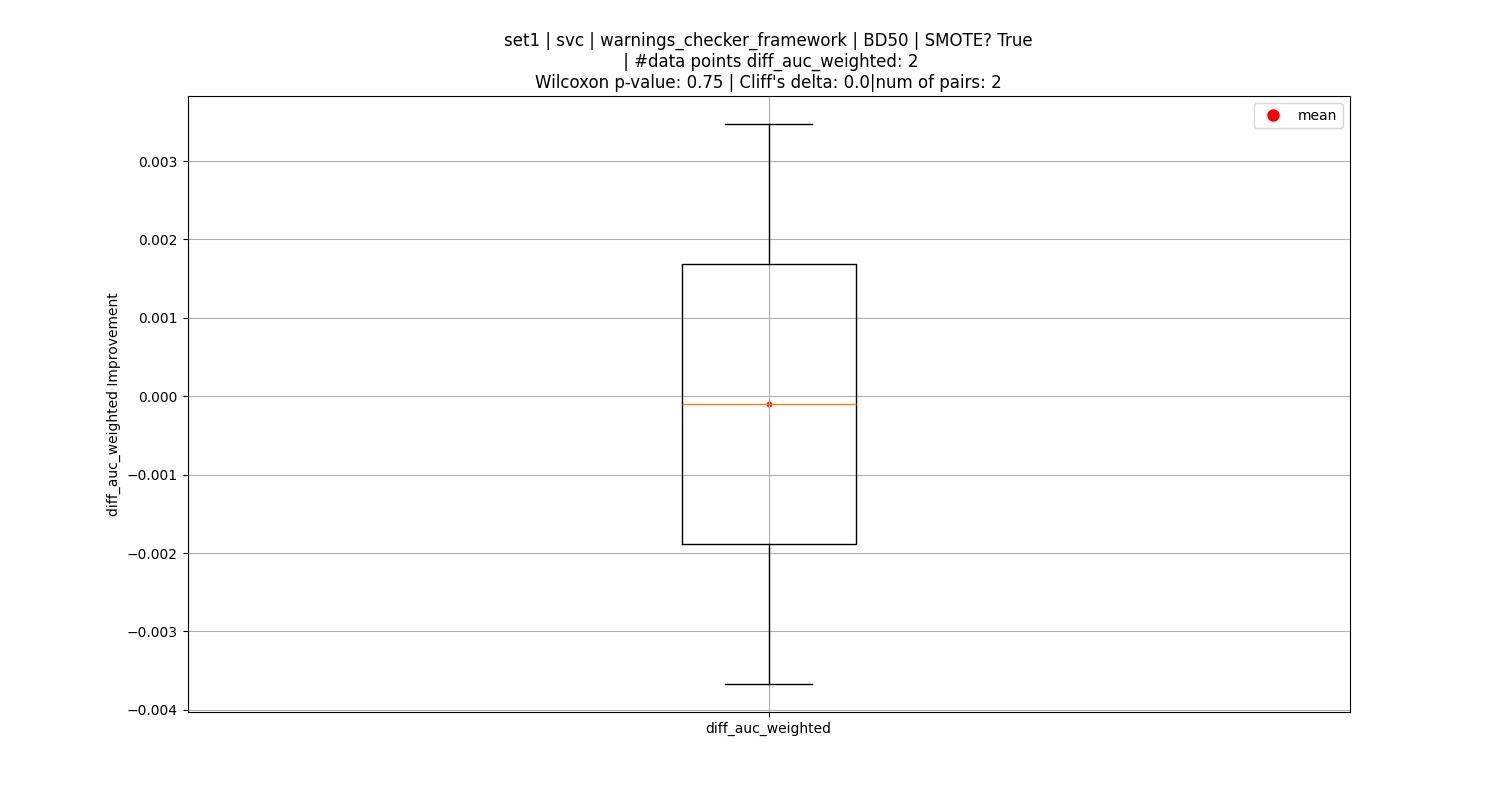 set1 | svc | warnings_checker_framework | BD50 | SMOTE? True
| #data points diff_auc_weighted: 2
Wilcoxon p-value: 0.75 | Cliff's delta: 0.0|num of pairs: 2
mean
0.003
0.002
0.001
0.000
−0.001
−0.002
−0.003
−0.004
diff_auc_weighted Improvement
diff_auc_weighted